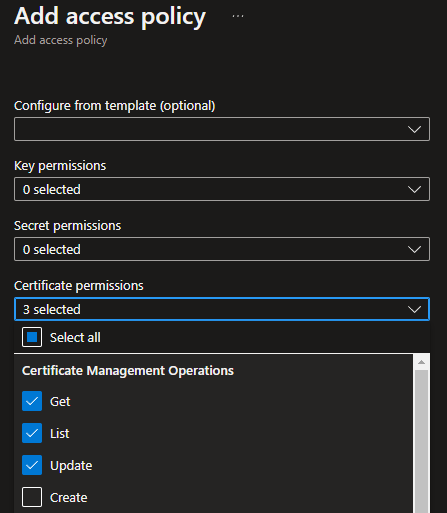 Add access policy ...
Add access policy
Configure from template (optional)
Key permissions
0 selected
Secret permissions
0 selected
Certificate permissions
3 selected
Select all
Certificate Management Operations
Get
List
Update
Create